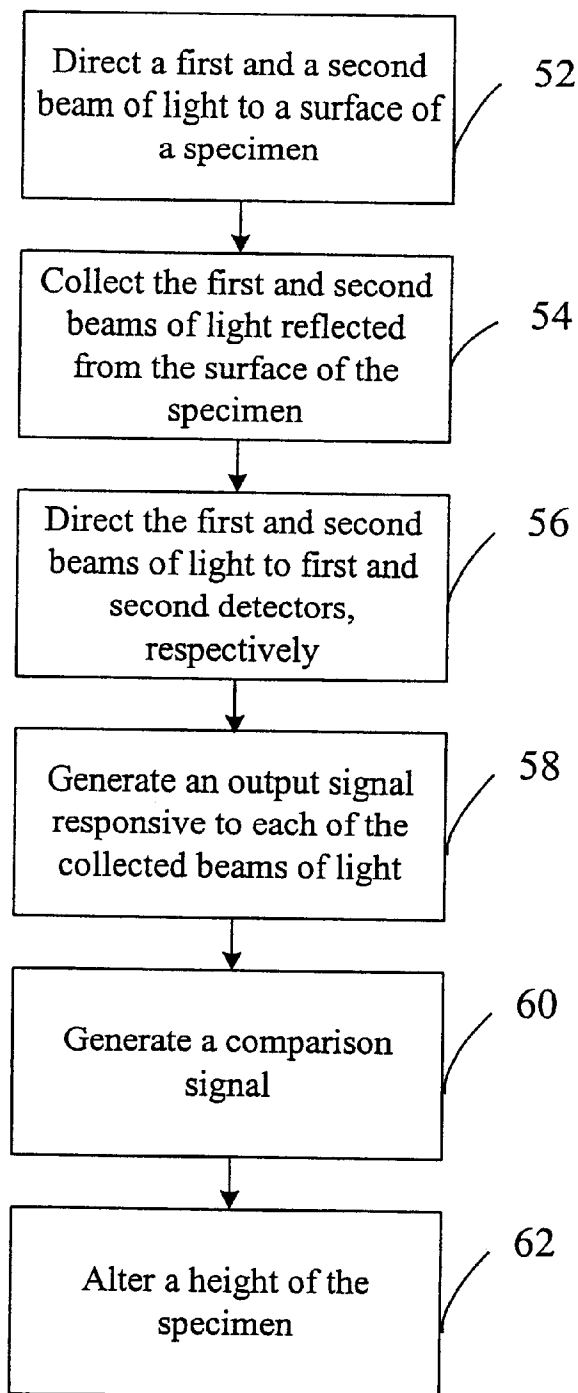 Direct a first and a second
beam of light to a surface of
a specimen
52
Collect the first and second
beams of light reflected
from the surface of the
specimen
54
Direct the first and second
beams of light to first and
second detectors,
respectively
56
Generate an output signal
responsive to each of the
collected beams of light
58
Generate a comparison
signal
60
Alter a height of the
specimen
62